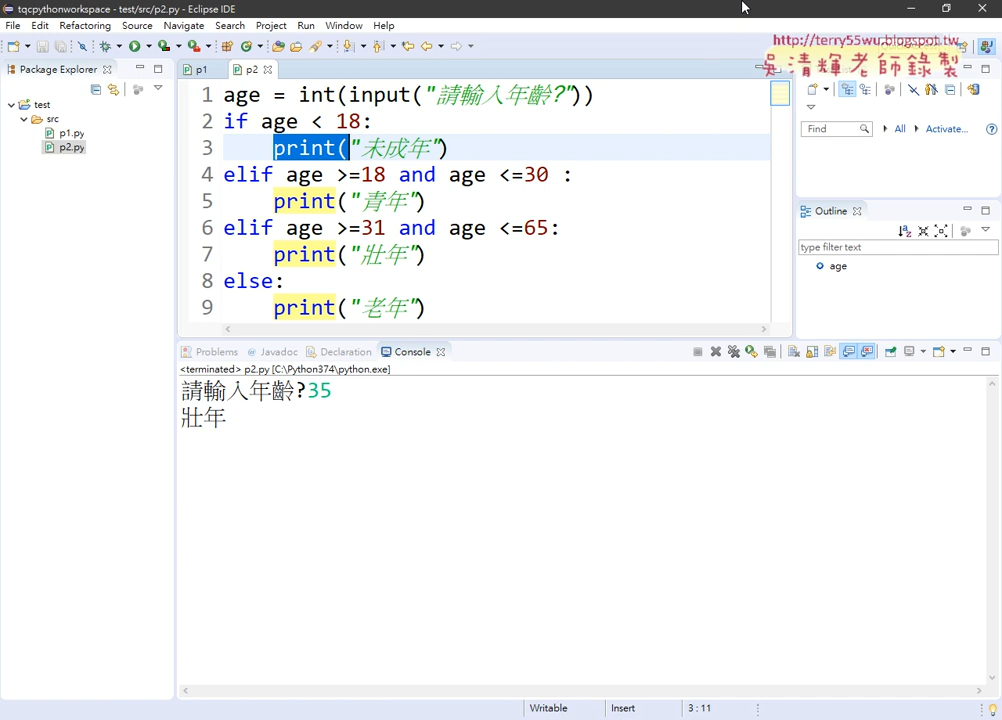 tqcpythonworkspace - test/src/p2.py - Eclipse IDE
File Edit Refactoring Source Navigate Search Project Run Window Help
http://terry55wu.blogspot.tw
吳清輝老師錄製
Package Explorer
test
src
p1.py
p2.py
p1 p2
1 age = int(input("請輸入年齡?"))
2 if age < 18:
3 print("未成年")
4 elif age >=18 and age <=30 :
5 print("青年")
6 elif age >=31 and age <=65:
7 print("壯年")
8 else:
9 print("老年")
Find All Activate...
Outline
type filter text
age
Problems Javadoc Declaration Console
<terminated> p2.py [C:\Python374\python.exe]
請輸入年齡?35
壯年
Writable Insert 3 : 11